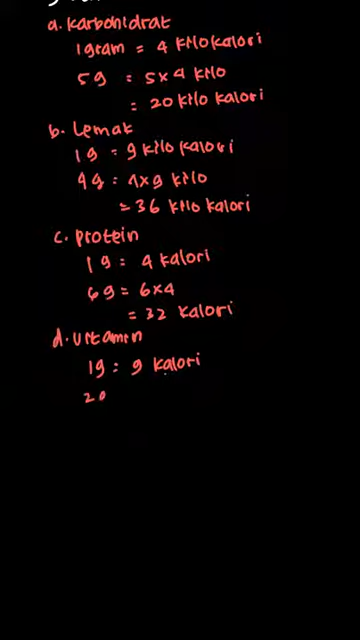 a. karbohidrat
1gram = 4 kilokalori
5g = 5x4 kilo
= 20 kilo kalori
b. Lemak
1g = 9 kilo kalori
4g = 4x9 kilo
= 36 kilo kalori
c. protein
1g = 4 kalori
6g = 6x4
= 32 kalori
d. Vitamin
1g = 9 kalori
20